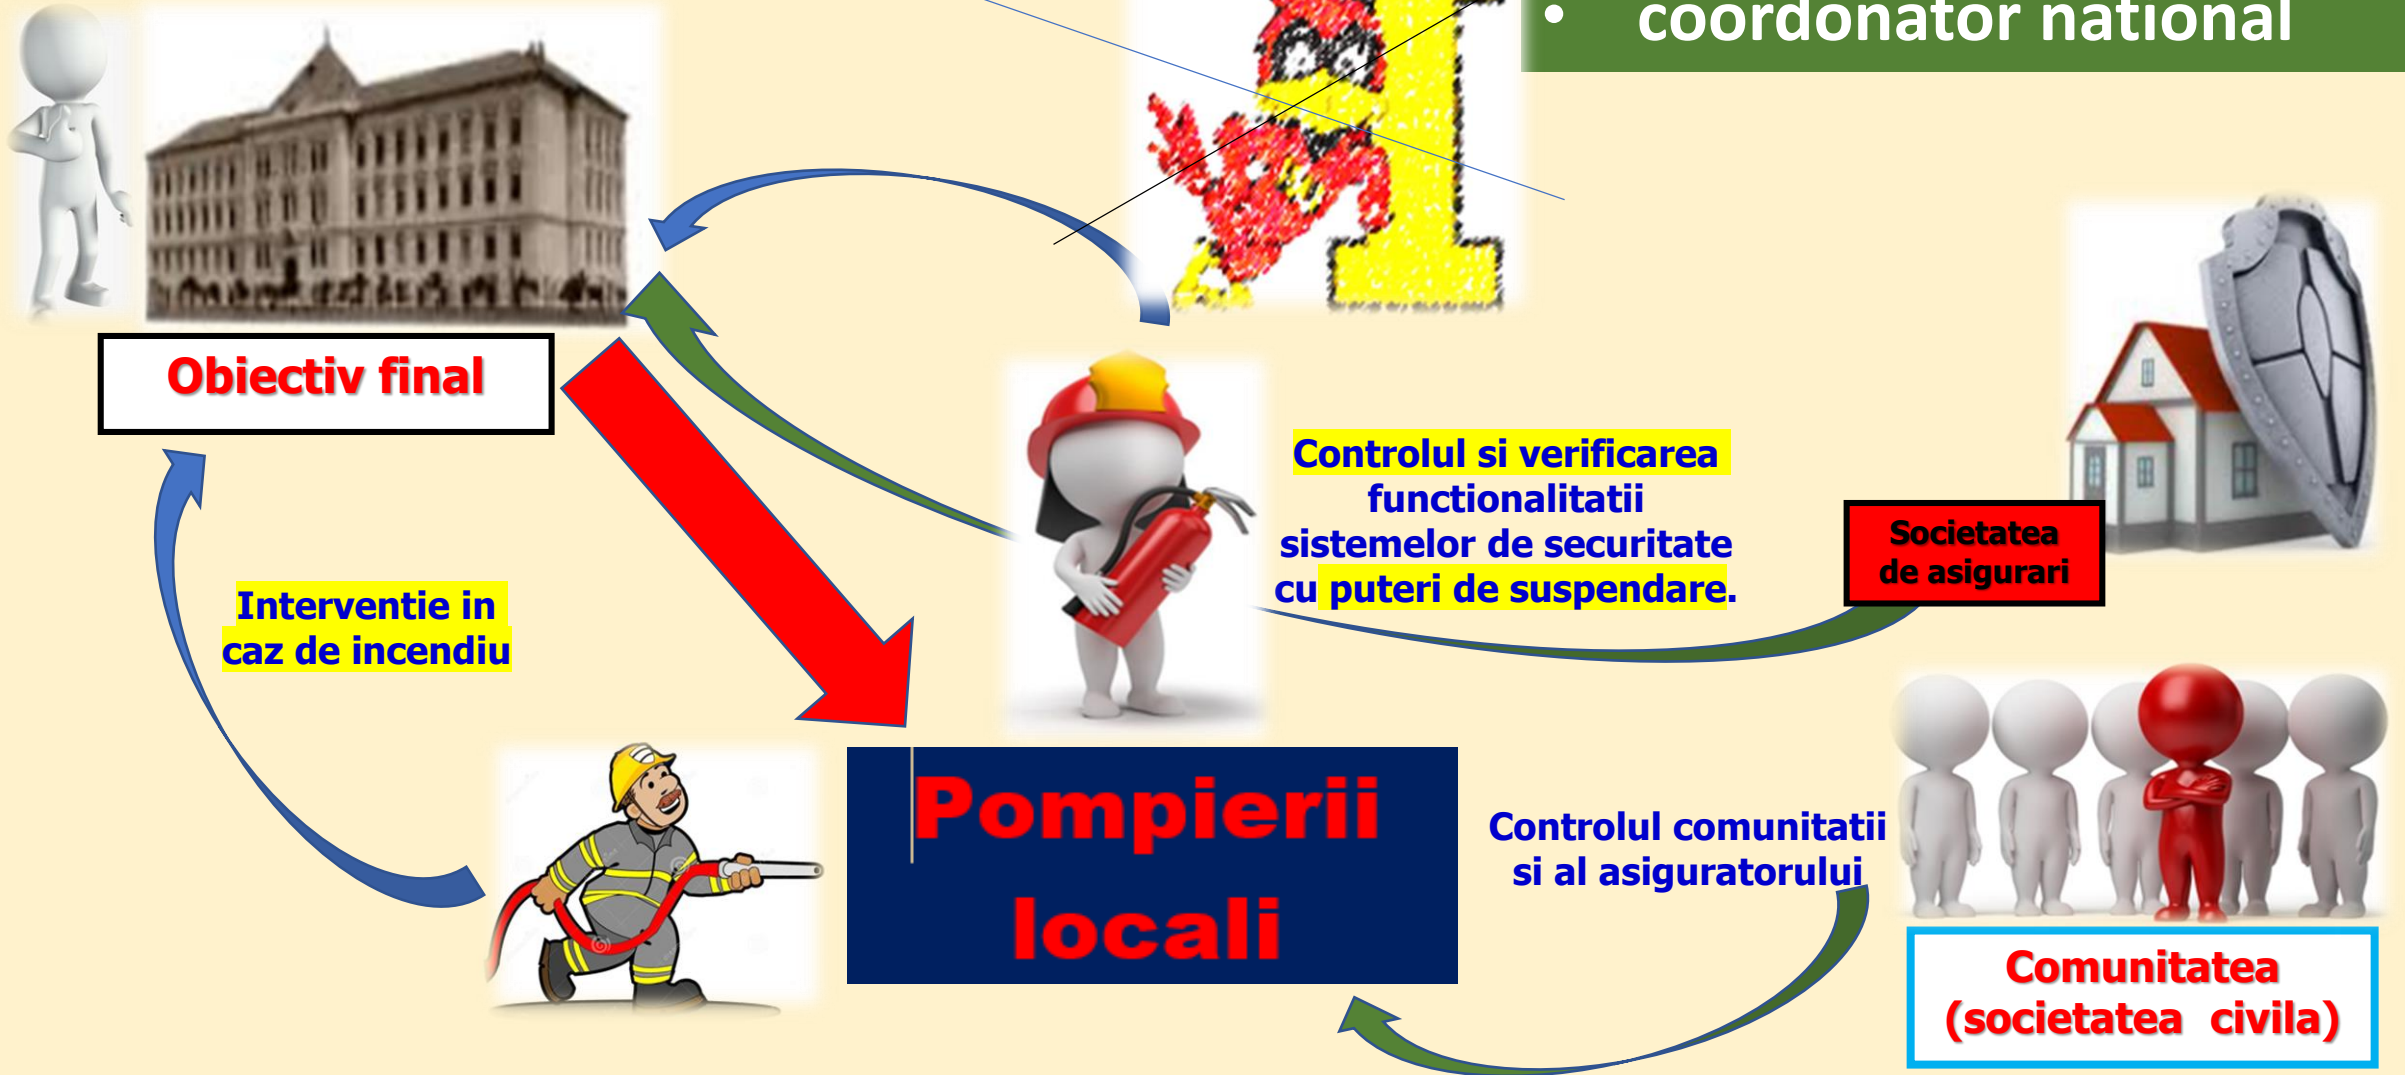 • coordonator national
Obiectiv final
Controlul si verificarea
functionalitatii
sistemelor de securitate
cu puteri de suspendare.
Societatea
de asigurari
Interventie in
caz de incendiu
Pompierii
locali
Controlul comunitatii
si al asiguratorului
Comunitatea
(societatea civila)